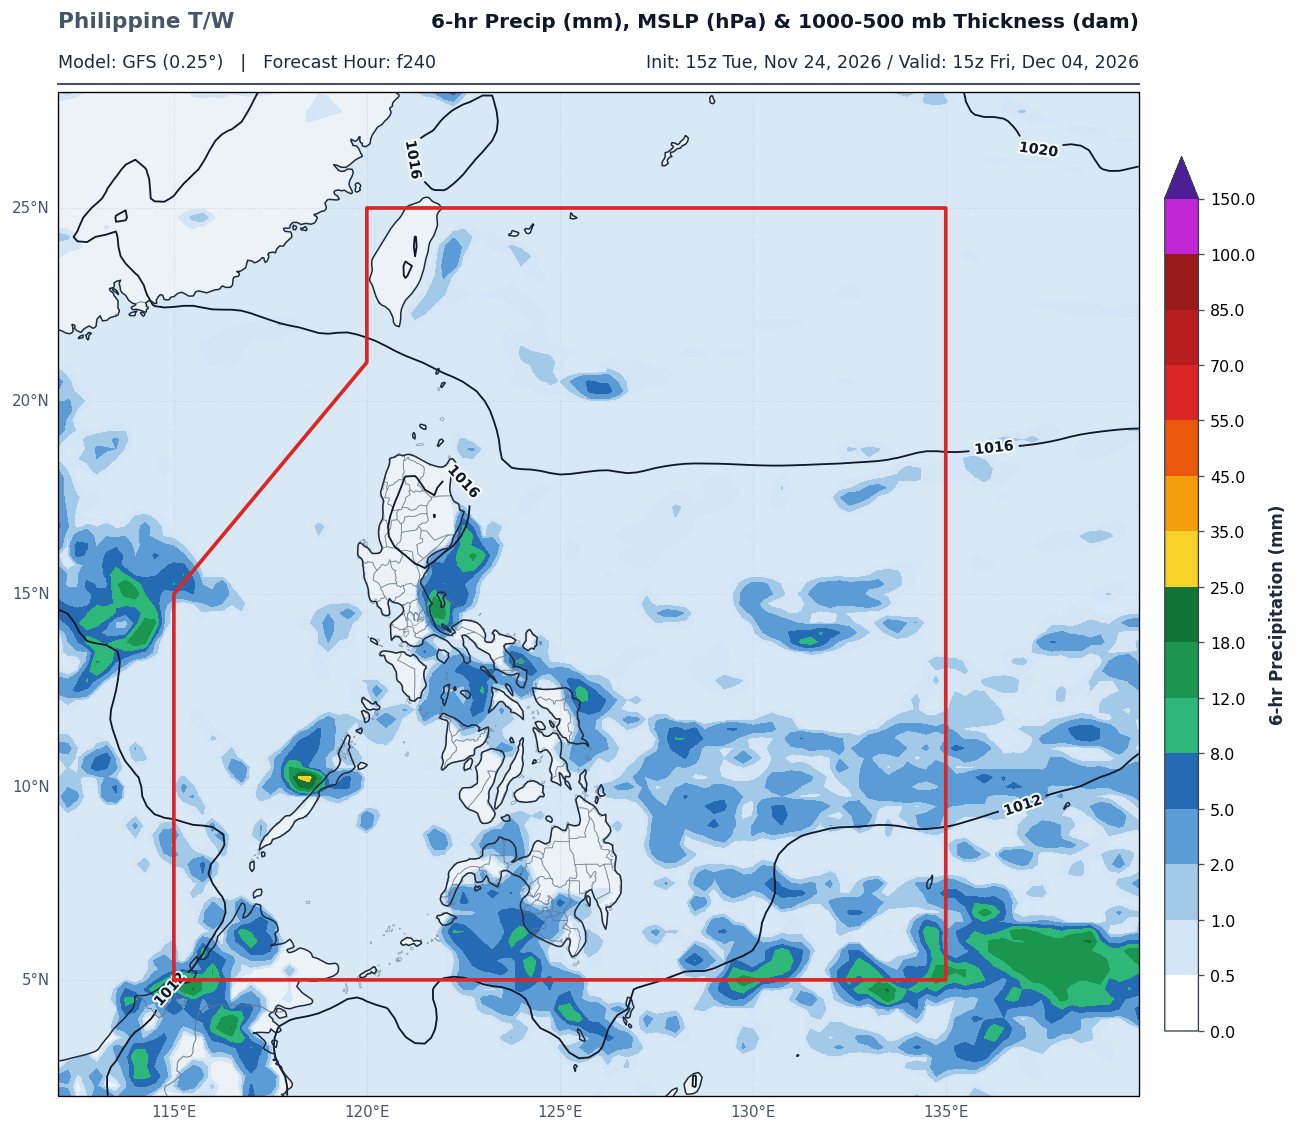 Philippine T/W
6-hr Precip (mm), MSLP (hPa) & 1000-500 mb Thickness (dam)
Model: GFS (0.25°) | Forecast Hour: f240
Init: 15z Tue, Nov 24, 2026 / Valid: 15z Fri, Dec 04, 2026
1016
1020
1016
1016
1012
1012
25°N
20°N
15°N
10°N
5°N
115°E
120°E
125°E
130°E
135°E
150.0
100.0
85.0
70.0
55.0
45.0
35.0
25.0
18.0
12.0
8.0
5.0
2.0
1.0
0.5
0.0
6-hr Precipitation (mm)